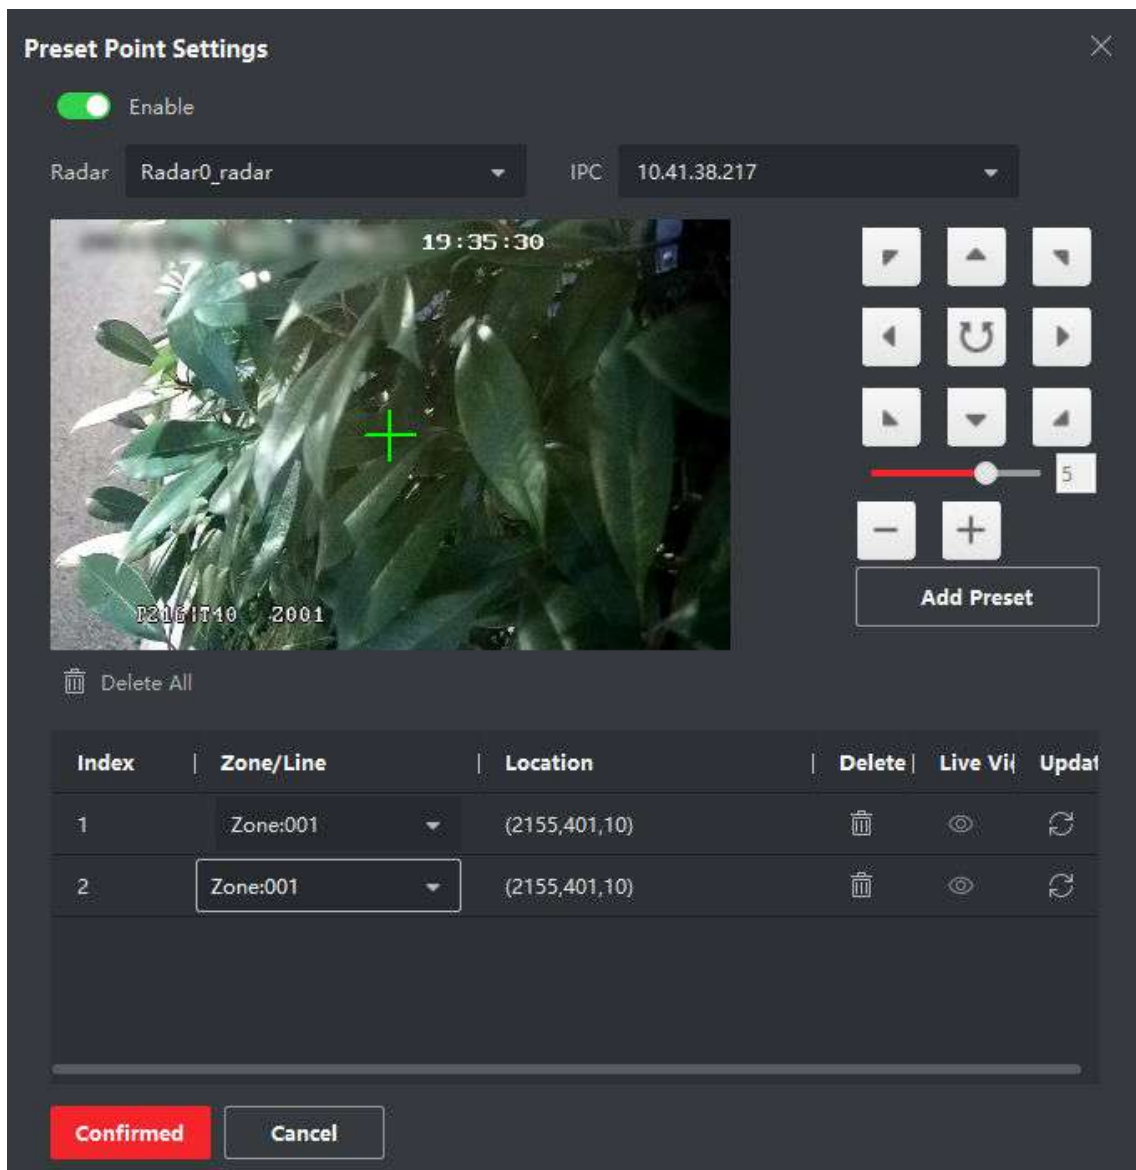 Preset Point Settings
Enable
Radar Radar0_radar IPC 10.41.38.217
19:35:30
5
Add Preset
Z001
Delete All
Index Zone/Line Location Delete Live Vi Updat
1 Zone:001 (2155,401,10)
2 Zone:001 (2155,401,10)
Confirmed Cancel